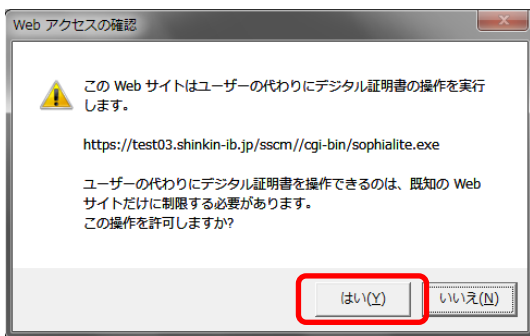 Web アクセスの確認
この Web サイトはユーザーの代わりにデジタル証明書の操作を実行
します。
https://test03.shinkin-ib.jp/sscm//cgi-bin/sophialite.exe
ユーザーの代わりにデジタル証明書を操作できるのは、既知の Web
サイトだけに制限する必要があります。
この操作を許可しますか?
はい(Y) いいえ(N)